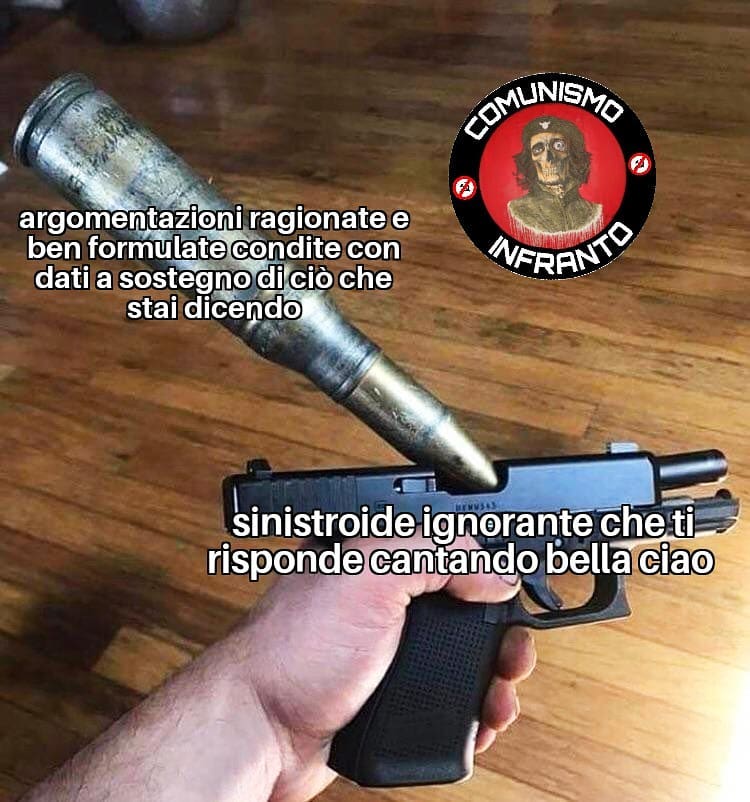 COMUNISMO
INFRANTO
argomentazioni ragionate e
ben formulate condite con
dati a sostegno di ciò che
stai dicendo
sinistroide ignorante che ti
risponde cantando bella ciao